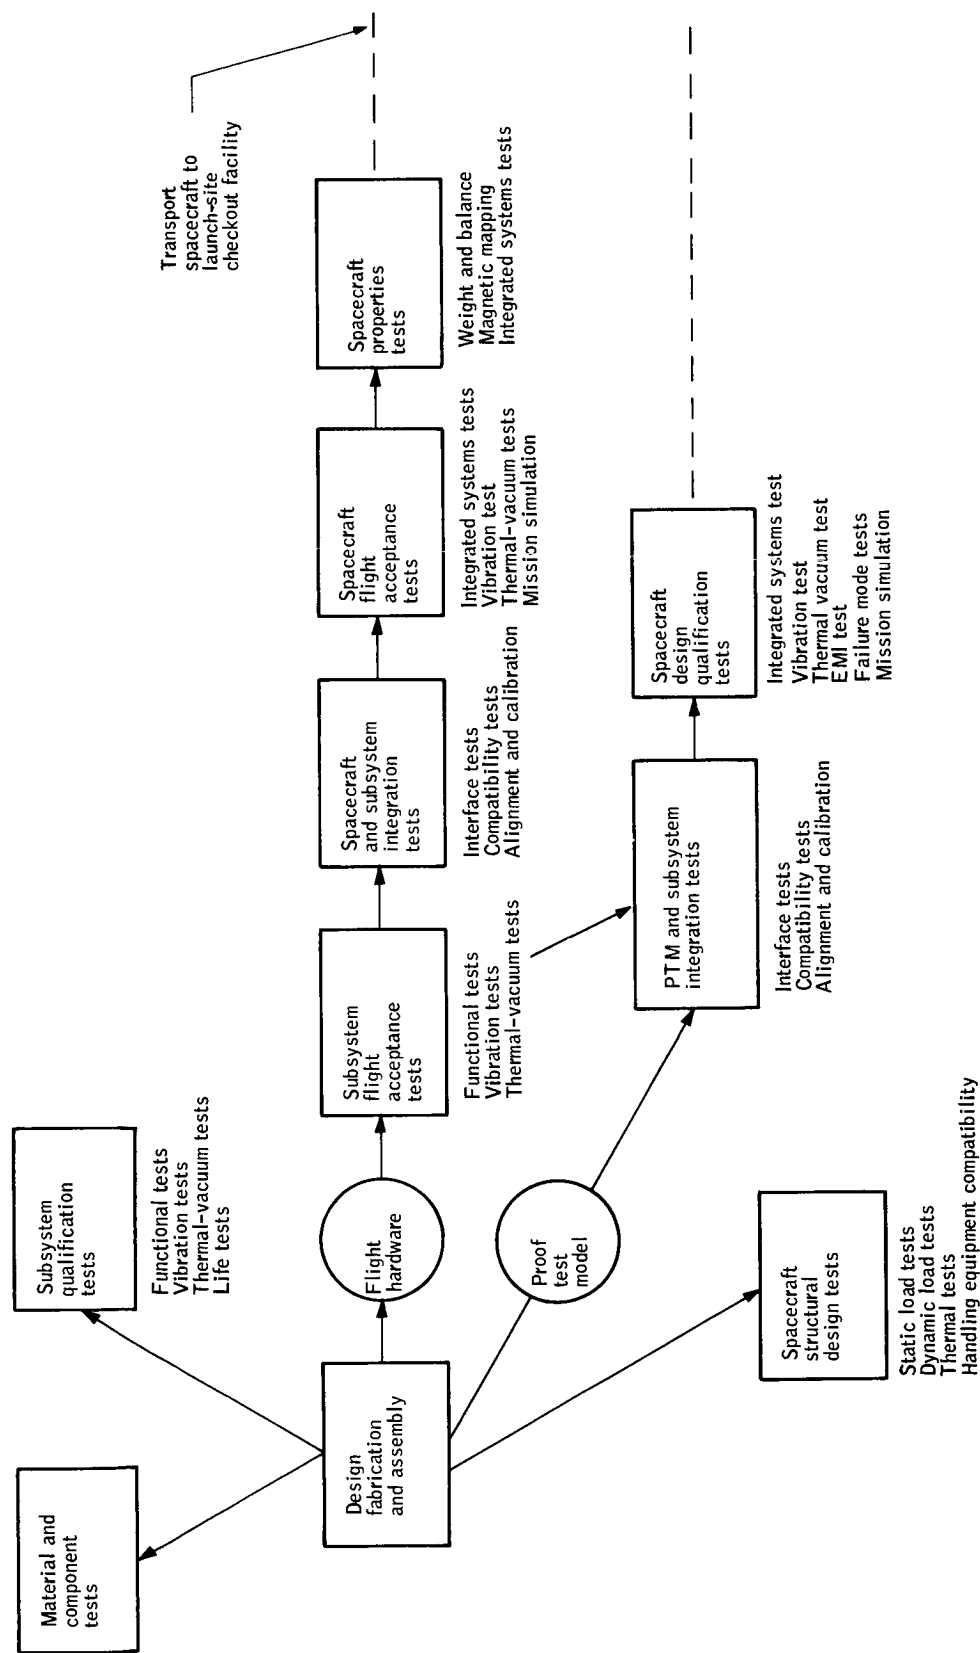 Material and
component
tests
Subsystem
qualification
tests
Functional tests
Vibration tests
Thermal-vacuum tests
Life tests
Transport
spacecraft to
launch-site
checkout facility
Design
fabrication
and assembly
Flight
hardware
Subsystem
flight
acceptance
tests
Functional tests
Vibration tests
Thermal-vacuum tests
Spacecraft
and subsystem
integration
tests
Interface tests
Compatibility tests
Alignment and calibration
Spacecraft
flight
acceptance
tests
Integrated systems tests
Vibration test
Thermal-vacuum tests
Mission simulation
Spacecraft
properties
tests
Weight and balance
Magnetic mapping
Integrated systems tests
Proof
test
model
PTM and subsystem
integration tests
Interface tests
Compatibility tests
Alignment and calibration
Spacecraft
design
qualification
tests
Integrated systems test
Vibration test
Thermal vacuum test
EMI test
Failure mode tests
Mission simulation
Spacecraft
structural
design tests
Static load tests
Dynamic load tests
Thermal tests
Handling equipment compatibility